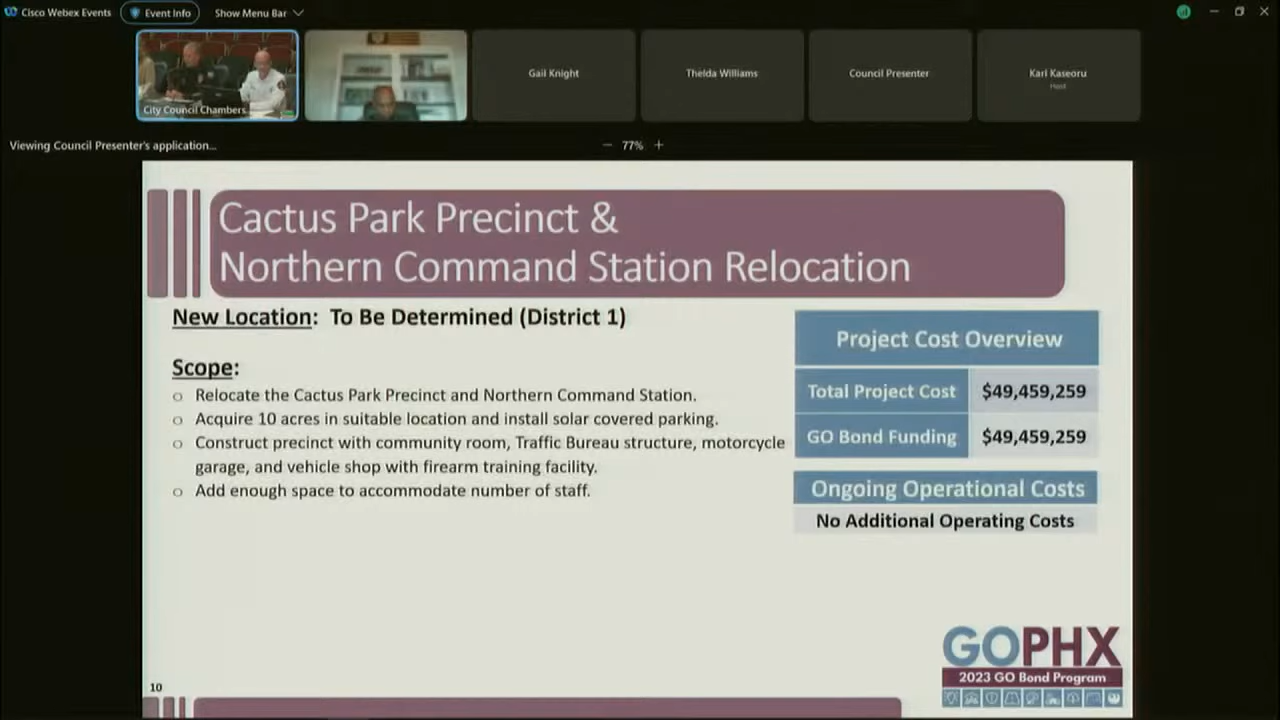 Cisco Webex Events
Event Info
Show Menu Bar
City Council Chambers
Gail Knight
Thelda Williams
Council Presenter
Karl Kaseoru
Host
Viewing Council Presenter's application...
77%
Cactus Park Precinct &
Northern Command Station Relocation
New Location: To Be Determined (District 1)
Scope:
Relocate the Cactus Park Precinct and Northern Command Station.
Acquire 10 acres in suitable location and install solar covered parking.
Construct precinct with community room, Traffic Bureau structure, motorcycle
garage, and vehicle shop with firearm training facility.
Add enough space to accommodate number of staff.
Project Cost Overview
Total Project Cost $49,459,259
GO Bond Funding $49,459,259
Ongoing Operational Costs
No Additional Operating Costs
GOPHX
2023 GO Bond Program
10